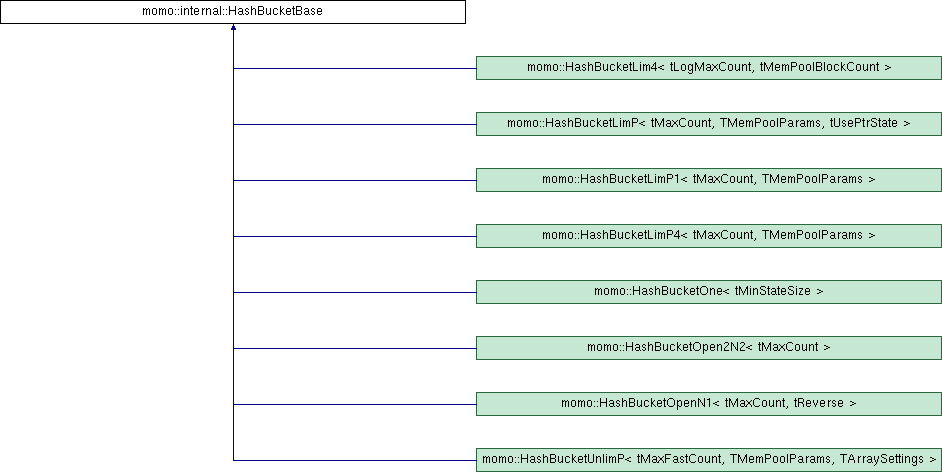 momo::internal::HashBucketBase
momo::HashBucketLim4< tLogMaxCount, tMemPoolBlockCount >
momo::HashBucketLimP< tMaxCount, TMemPoolParams, tUsePtrState >
momo::HashBucketLimP1< tMaxCount, TMemPoolParams >
momo::HashBucketLimP4< tMaxCount, TMemPoolParams >
momo::HashBucketOne< tMinStateSize >
momo::HashBucketOpen2N2< tMaxCount >
momo::HashBucketOpenN1< tMaxCount, tReverse >
momo::HashBucketUnlimP< tMaxFastCount, TMemPoolParams, TArraySettings >